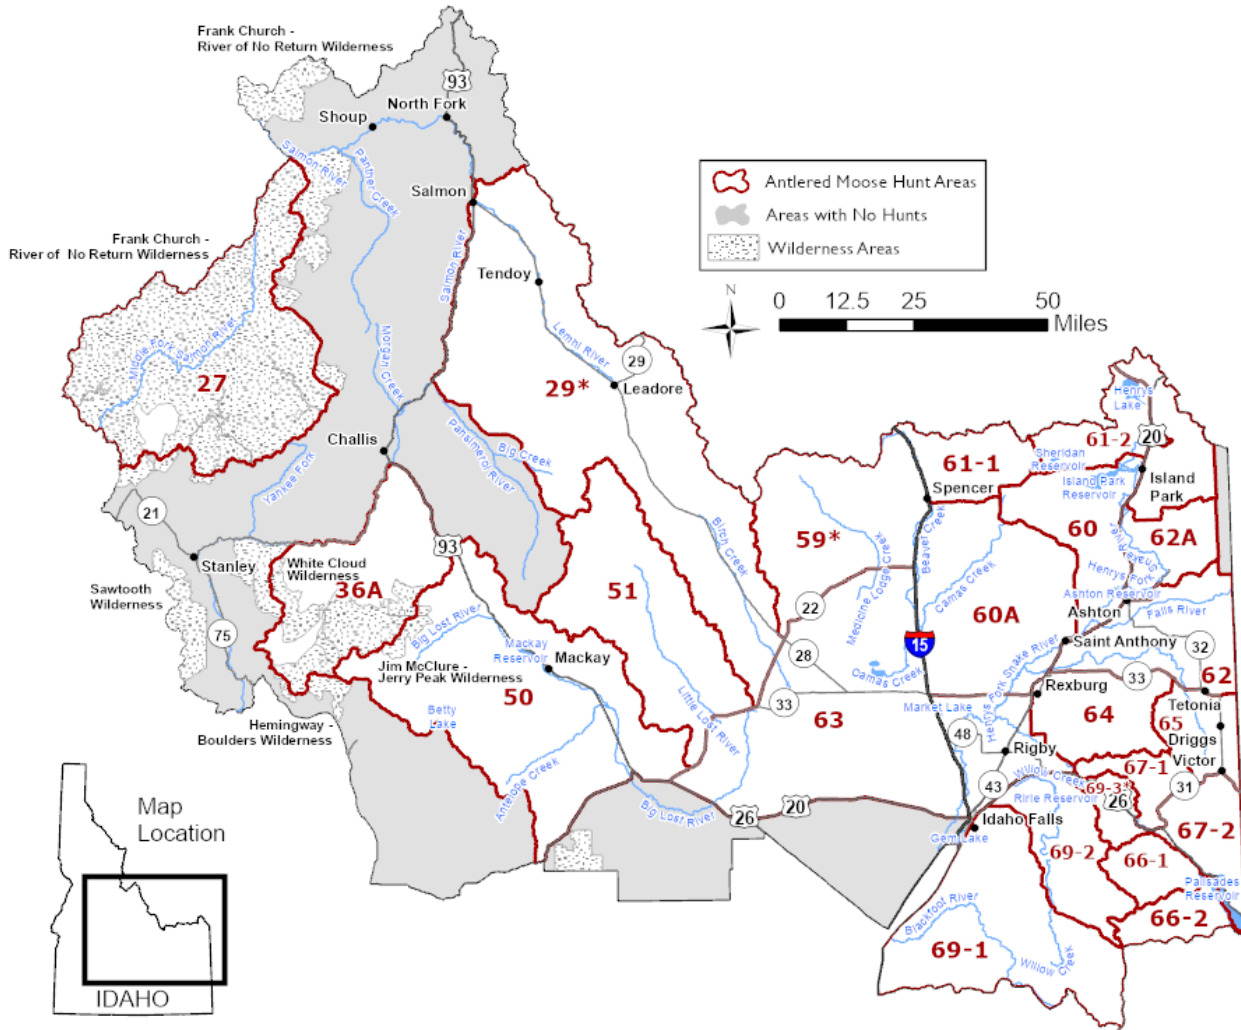 Frank Church -
River of No Return Wilderness
93
North Fork
Shoup
Salmon River
Panther Creek
Salmon
Antlered Moose Hunt Areas
Areas with No Hunts
Wilderness Areas
Frank Church -
River of No Return Wilderness
Salmon River
Tendoy
N
0 12.5 25 50
Miles
Middle Fork Salmon River
27
Morgan Creek
Lemhi River
29
29*
Leadore
Henrys
Lake
Challis
Pahsimeroi River
Big Creek
61-2
20
61-1
Sheridan
Reservoir
Island Park
Reservoir
Island
Park
Spencer
Yankee Fork
21
Stanley
93
Birch Creek
59*
Medicine Lodge Creek
Beaver Creek
Camas Creek
60
62A
Henrys Fork
Snake River
Ashton Reservoir
Ashton
Falls River
White Cloud
Wilderness
36A
Sawtooth
Wilderness
51
22
60A
75
Big Lost River
Mackay
Reservoir
Mackay
15
28
Camas Creek
Saint Anthony
32
Jim McClure -
Jerry Peak Wilderness
50
Little Lost River
33
63
Market Lake
Henrys Fork Snake River
Rexburg
33
62
Betty
Lake
Hemingway -
Boulders Wilderness
64
65
Tetonia
Driggs
Victor
48
Rigby
67-1
Antelope Creek
Big Lost River
26
20
43
Willow Creek
69-3*
Ririe Reservoir
26
31
Map
Location
Gem Lake
Idaho Falls
67-2
69-2
66-1
Palisades
Reservoir
Blackfoot River
66-2
69-1
Willow
Creek
IDAHO